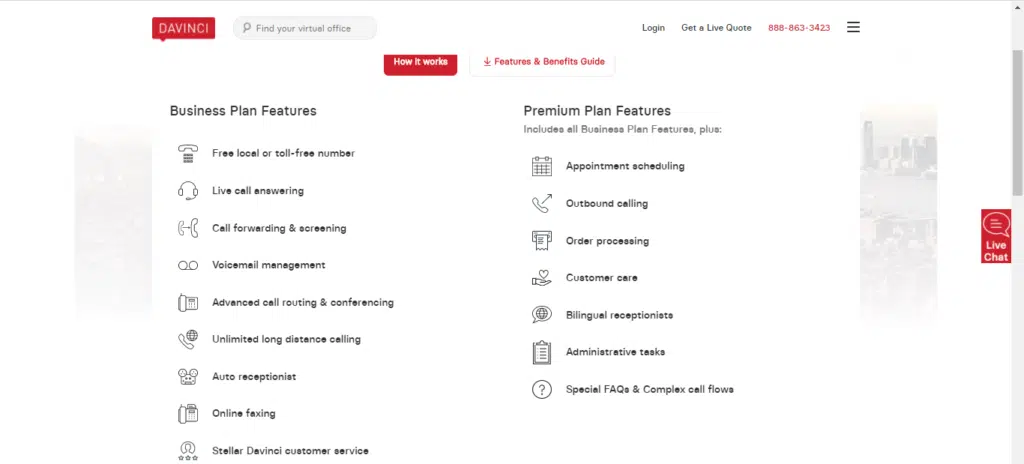 DAVINCI
Find your virtual office
Login
Get a Live Quote
888-863-3423
How it works
Features & Benefits Guide
Business Plan Features
Free local or toll-free number
Live call answering
Call forwarding & screening
Voicemail management
Advanced call routing & conferencing
Unlimited long distance calling
Auto receptionist
Online faxing
Stellar Davinci customer service
Premium Plan Features
Includes all Business Plan Features, plus:
Appointment scheduling
Outbound calling
Order processing
Customer care
Bilingual receptionists
Administrative tasks
Special FAQs & Complex call flows
Live
Chat